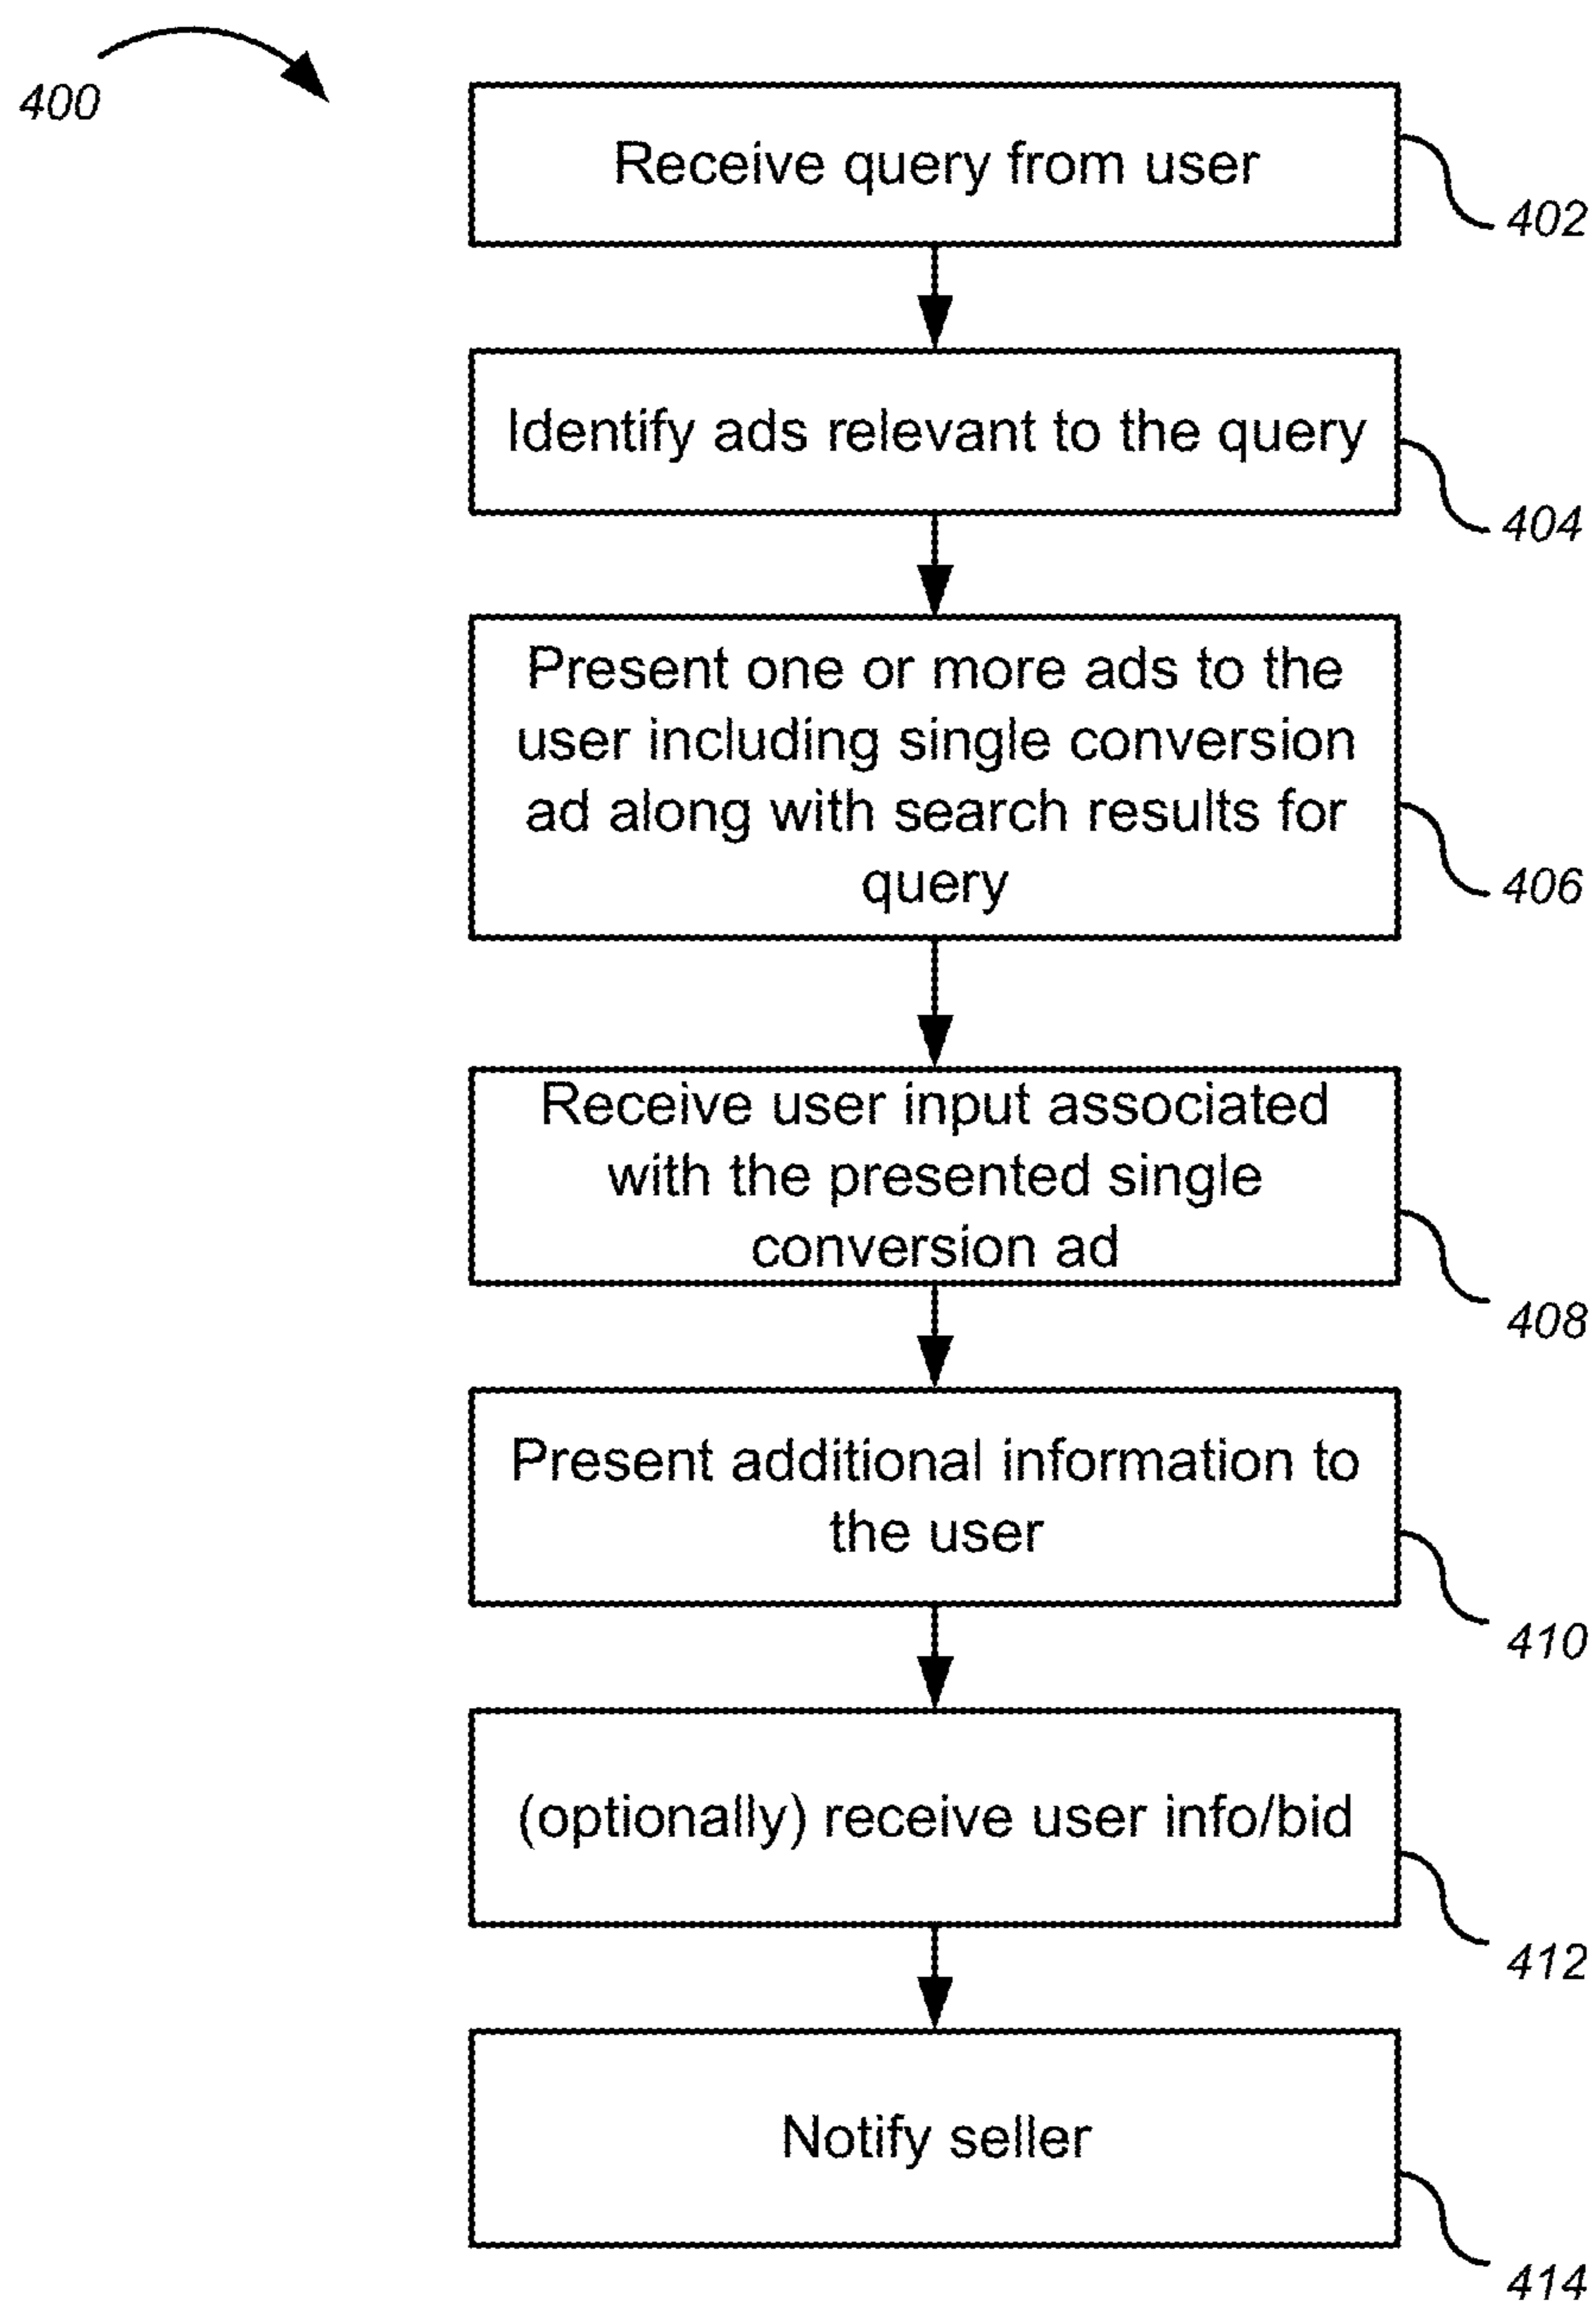 400
Receive query from user
402
Identify ads relevant to the query
404
Present one or more ads to the
user including single conversion
ad along with search results for
query
406
Receive user input associated
with the presented single
conversion ad
408
Present additional information to
the user
410
(optionally) receive user info/bid
412
Notify seller
414